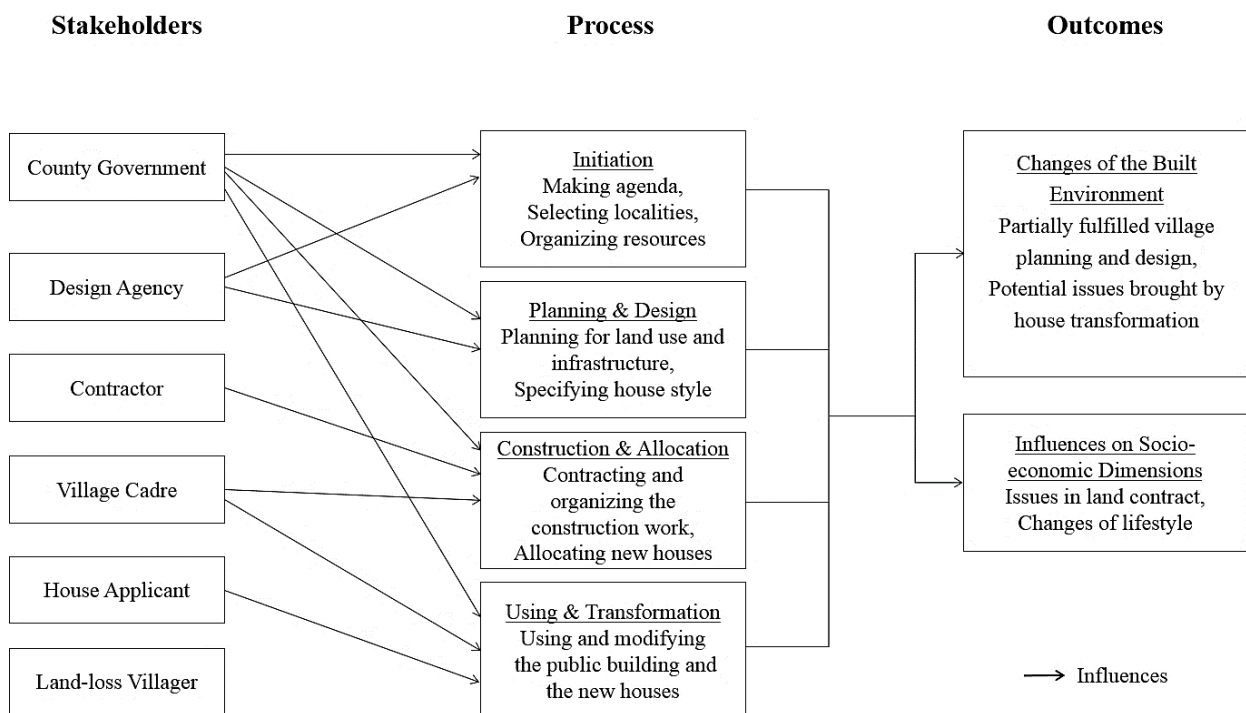 Stakeholders
Process
Outcomes
County Government
Design Agency
Contractor
Village Cadre
House Applicant
Land-loss Villager
Initiation
Making agenda,
Selecting localities,
Organizing resources
Planning & Design
Planning for land use and
infrastructure,
Specifying house style
Construction & Allocation
Contracting and
organizing the
construction work,
Allocating new houses
Using & Transformation
Using and modifying
the public building and
the new houses
Changes of the Built
Environment
Partially fulfilled village
planning and design,
Potential issues brought by
house transformation
Influences on Socio-
economic Dimensions
Issues in land contract,
Changes of lifestyle
Influences